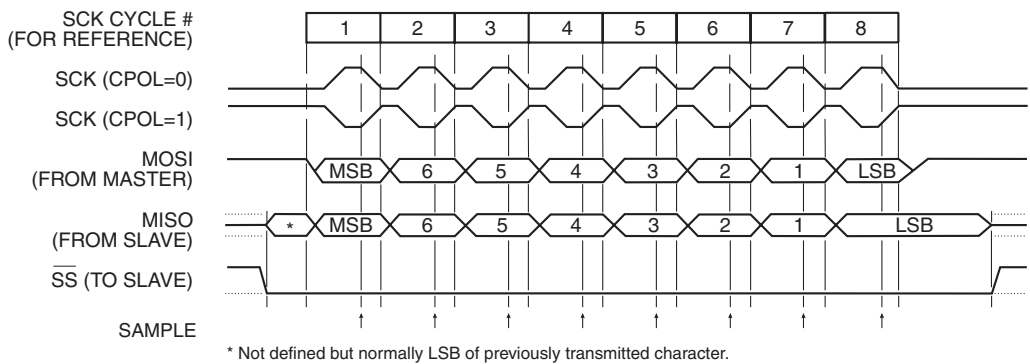 SCK CYCLE #
(FOR REFERENCE)
1 2 3 4 5 6 7 8
SCK (CPOL=0)
SCK (CPOL=1)
MOSI
(FROM MASTER)
MSB 6 5 4 3 2 1 LSB
MISO
(FROM SLAVE)
* MSB 6 5 4 3 2 1 LSB
S̅S̅ (TO SLAVE)
SAMPLE
* Not defined but normally LSB of previously transmitted character.